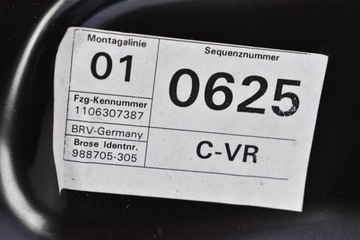 Montagelinie
01
Sequenznummer
0625
Fzg-Kennummer
1106307387
BRV-Germany
Brose Identnr.
988705-305
C-VR